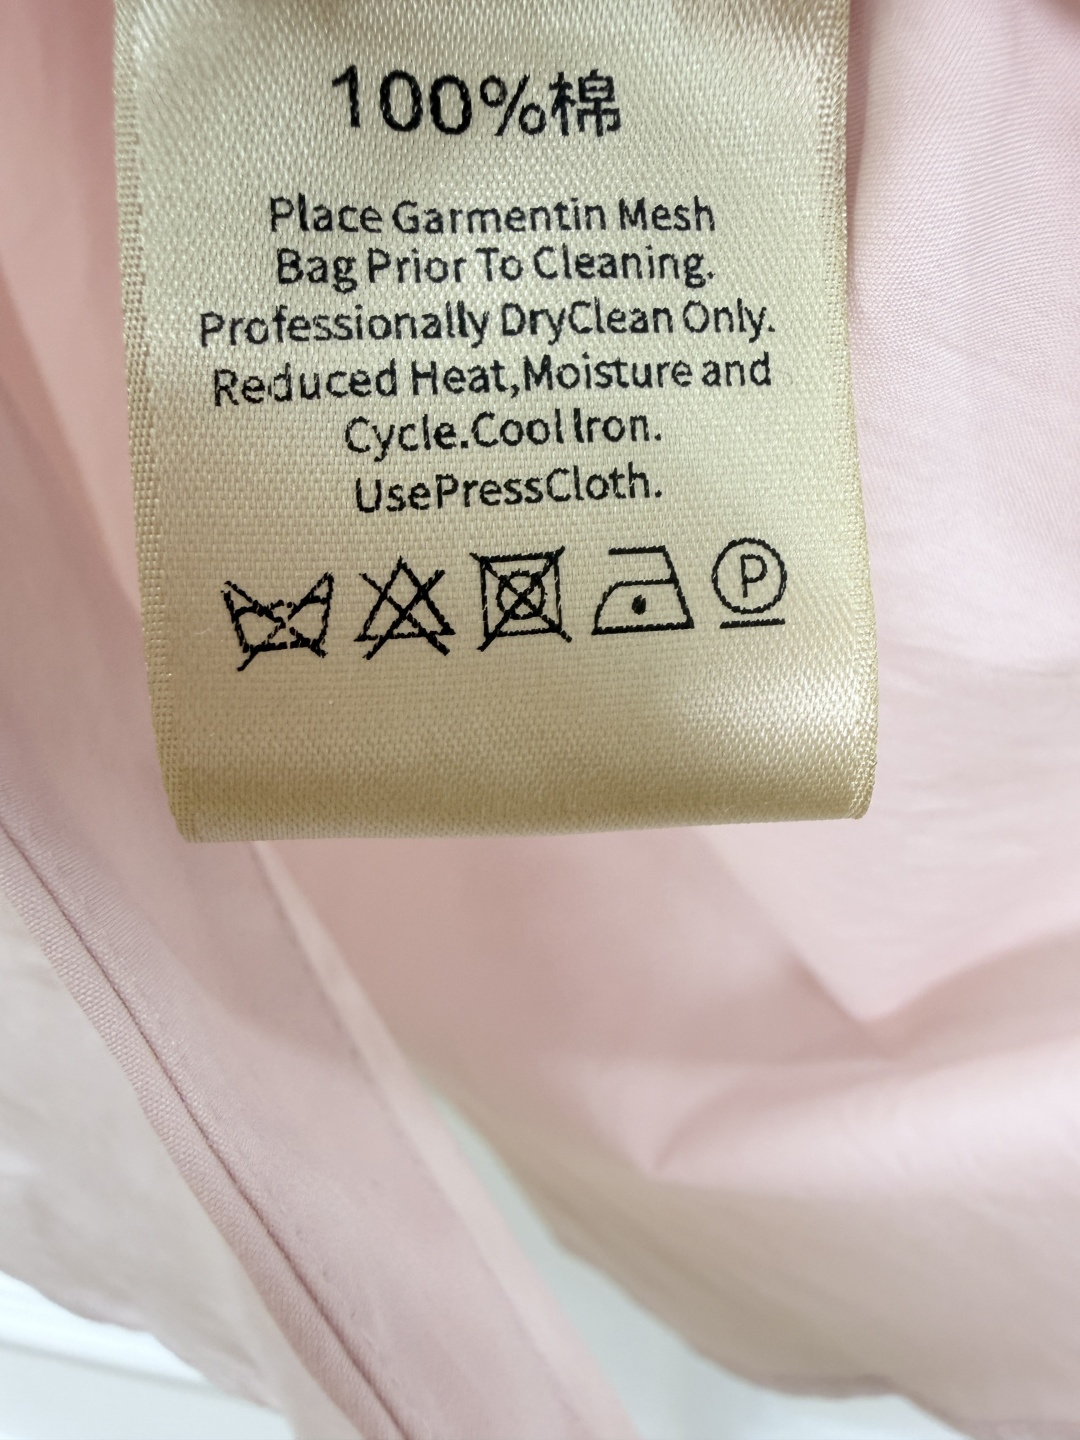 100%棉
Place Garmentin Mesh
Bag Prior To Cleaning.
Professionally DryClean Only.
Reduced Heat,Moisture and
Cycle.Cool Iron.
UsePressCloth.
P